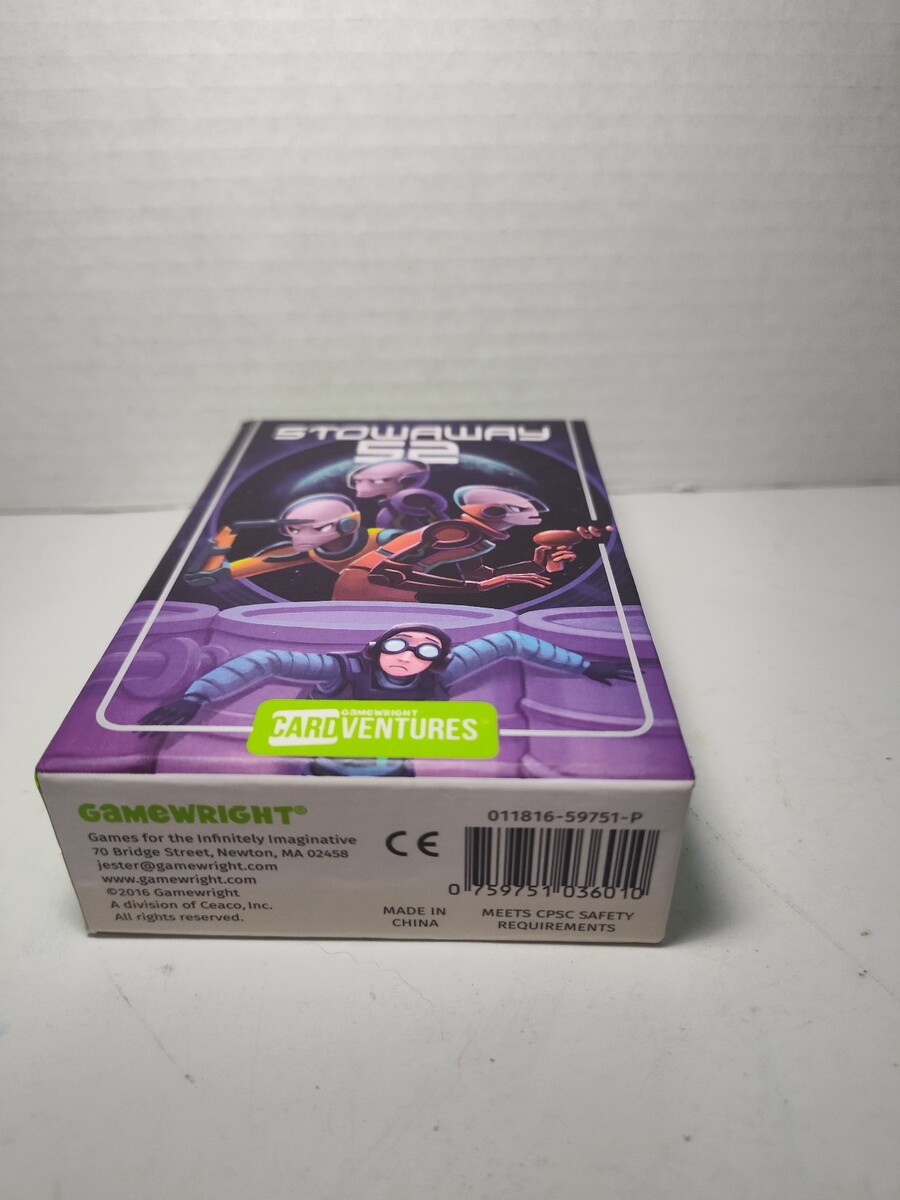 STOWAWAY
52
GAMEWRIGHT
CARDVENTURES™
GAMEWRIGHT®
Games for the Infinitely Imaginative
70 Bridge Street, Newton, MA 02458
jester@gamewright.com
www.gamewright.com
©2016 Gamewright
A division of Ceaco, Inc.
All rights reserved.
CE
MADE IN
CHINA
011816-59751-P
0 759751 036010
MEETS CPSC SAFETY
REQUIREMENTS